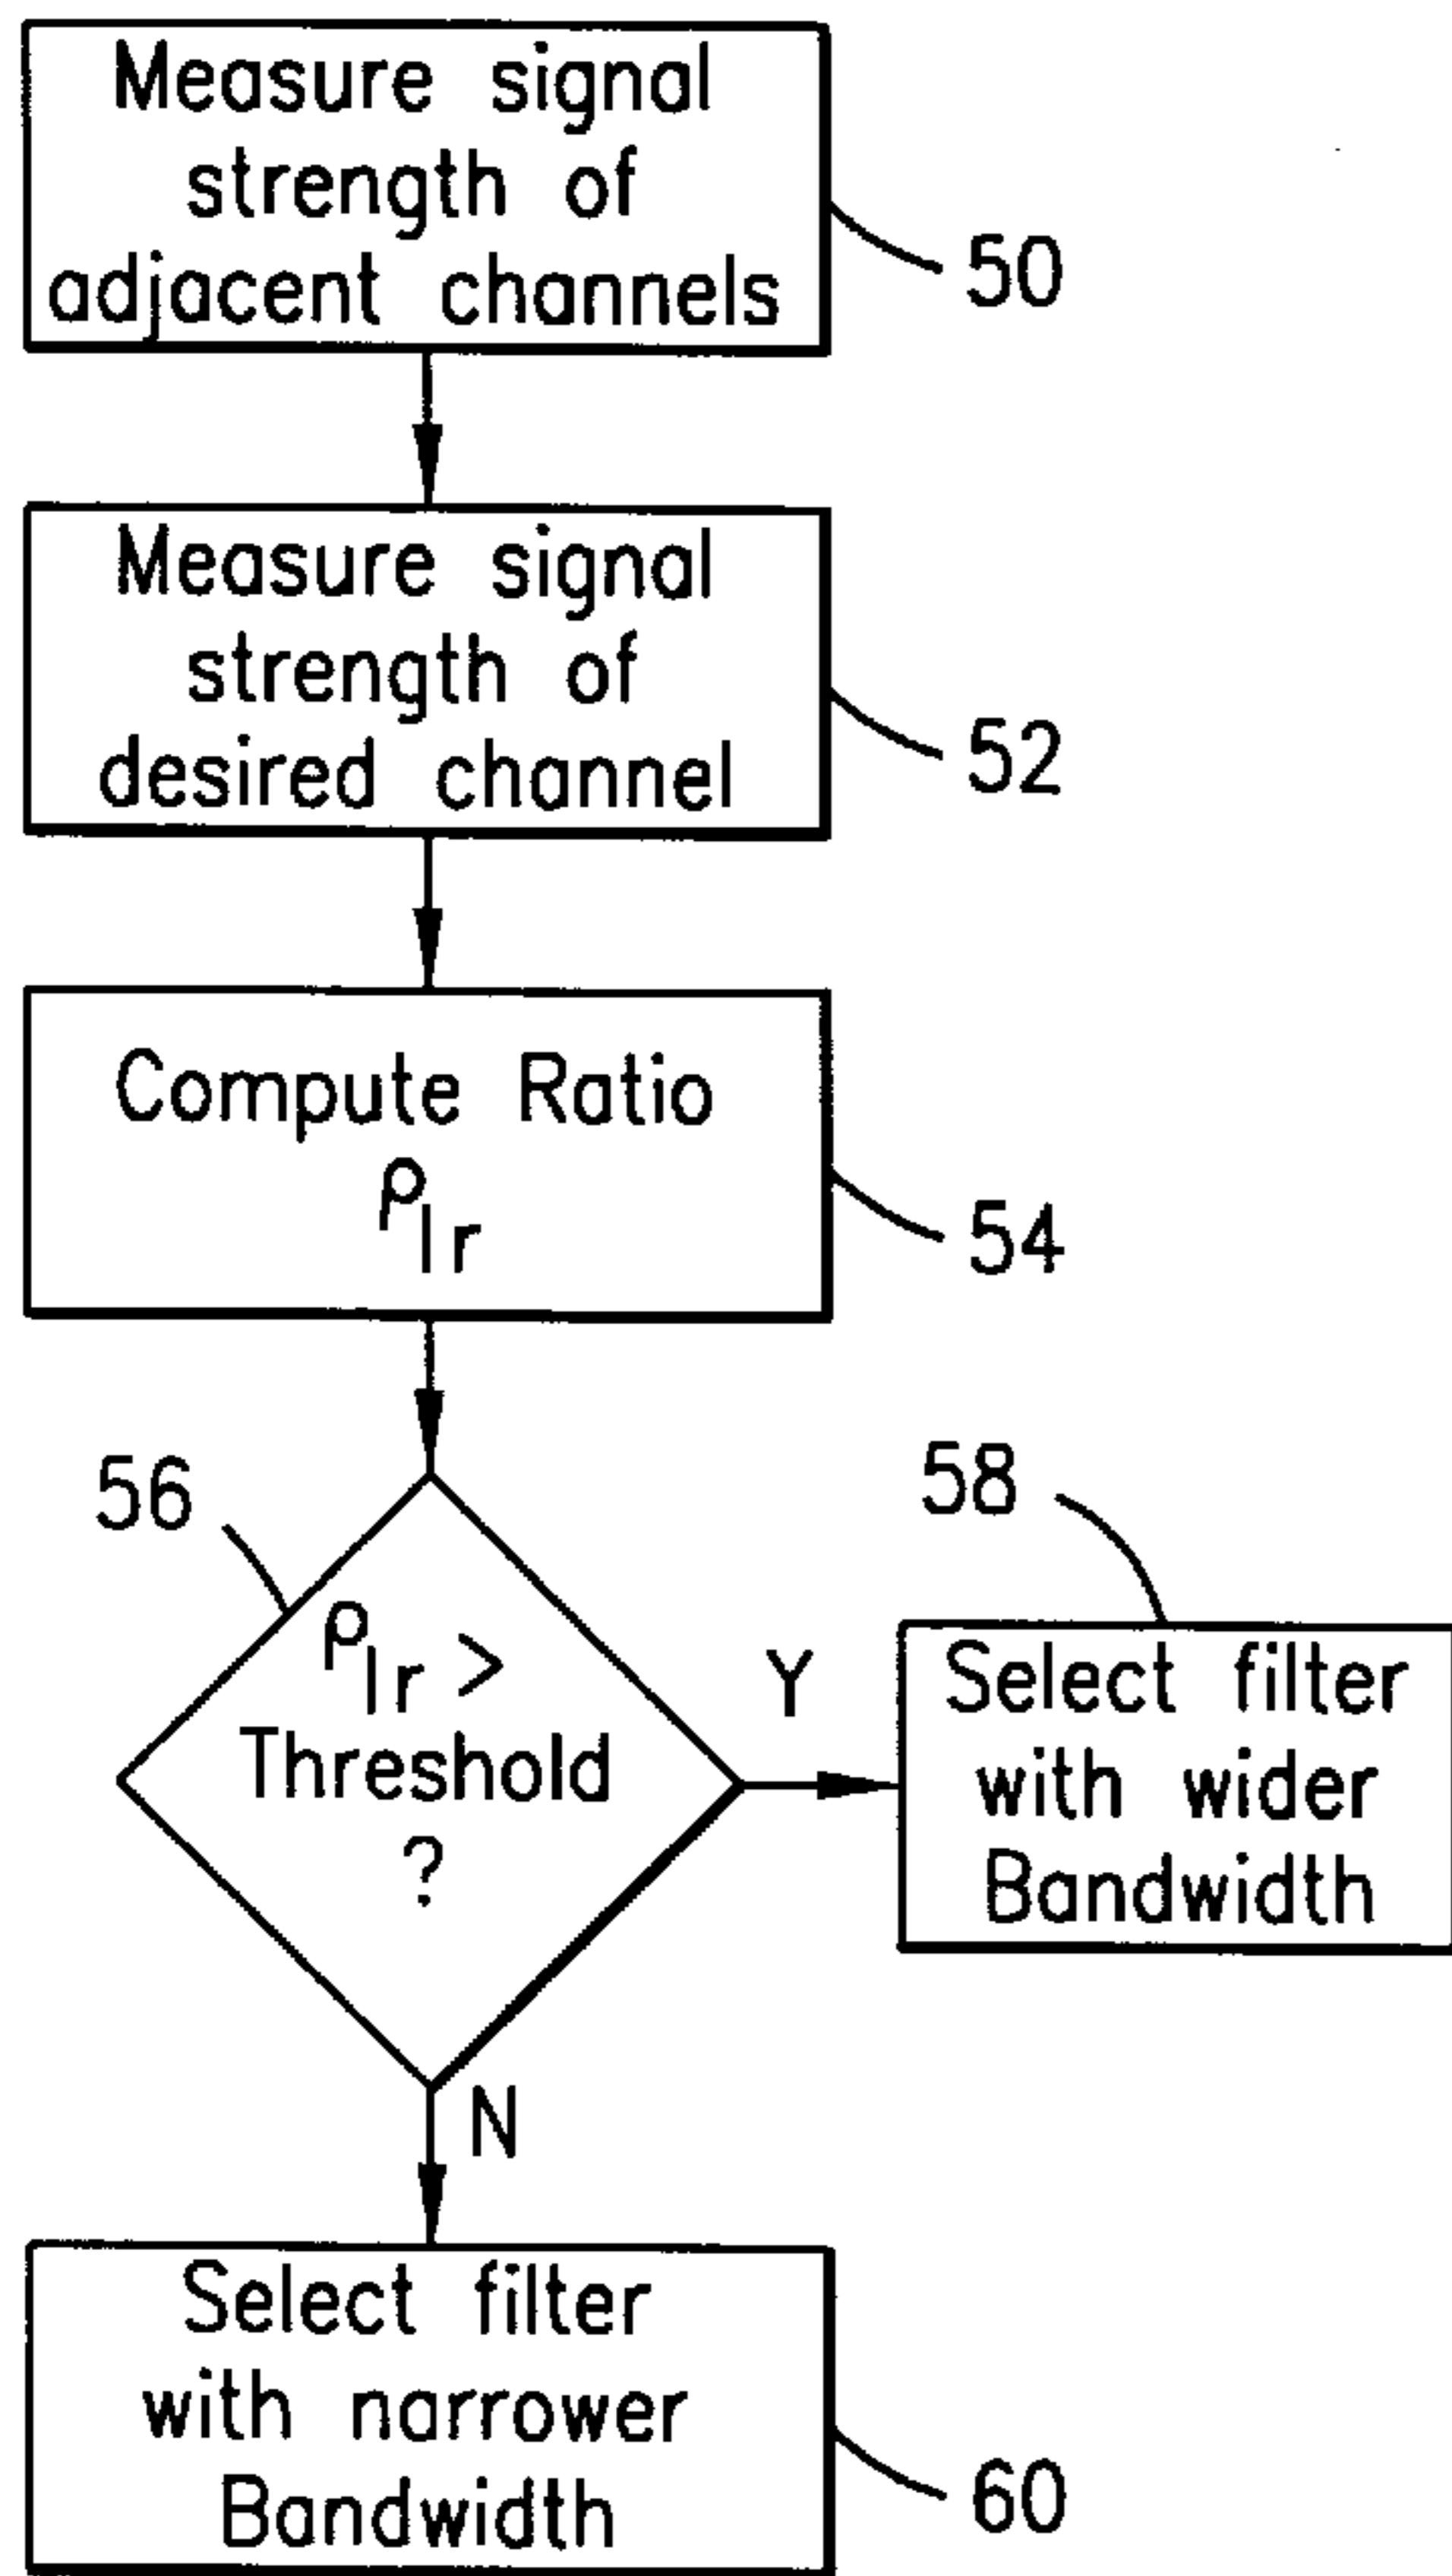 Measure signal
strength of
adjacent channels
50
Measure signal
strength of
desired channel
52
Compute Ratio
ρlr
54
56
ρlr >
Threshold
?
Y
58
Select filter
with wider
Bandwidth
N
Select filter
with narrower
Bandwidth
60